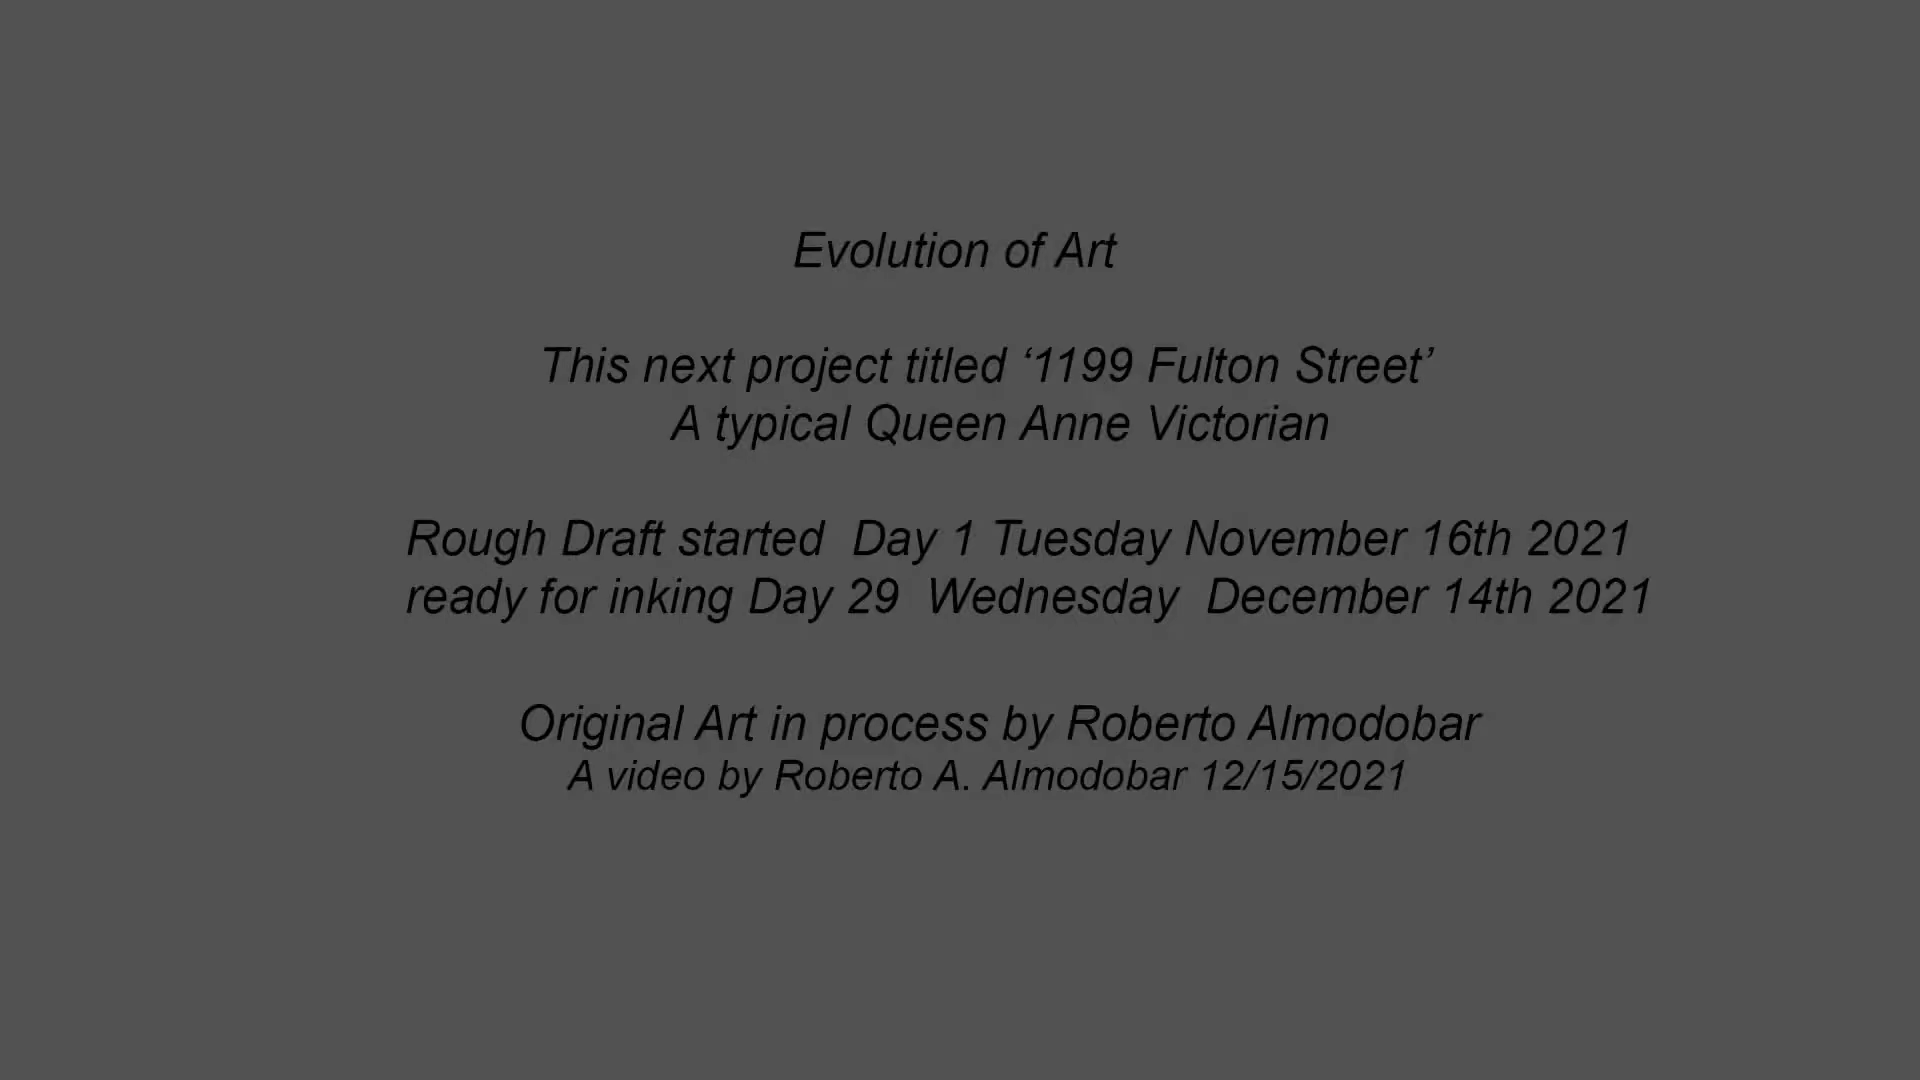 Evolution of Art
This next project titled ‘1199 Fulton Street’
A typical Queen Anne Victorian
Rough Draft started  Day 1 Tuesday November 16th 2021
ready for inking Day 29  Wednesday  December 14th 2021
Original Art in process by Roberto Almodobar
A video by Roberto A. Almodobar 12/15/2021